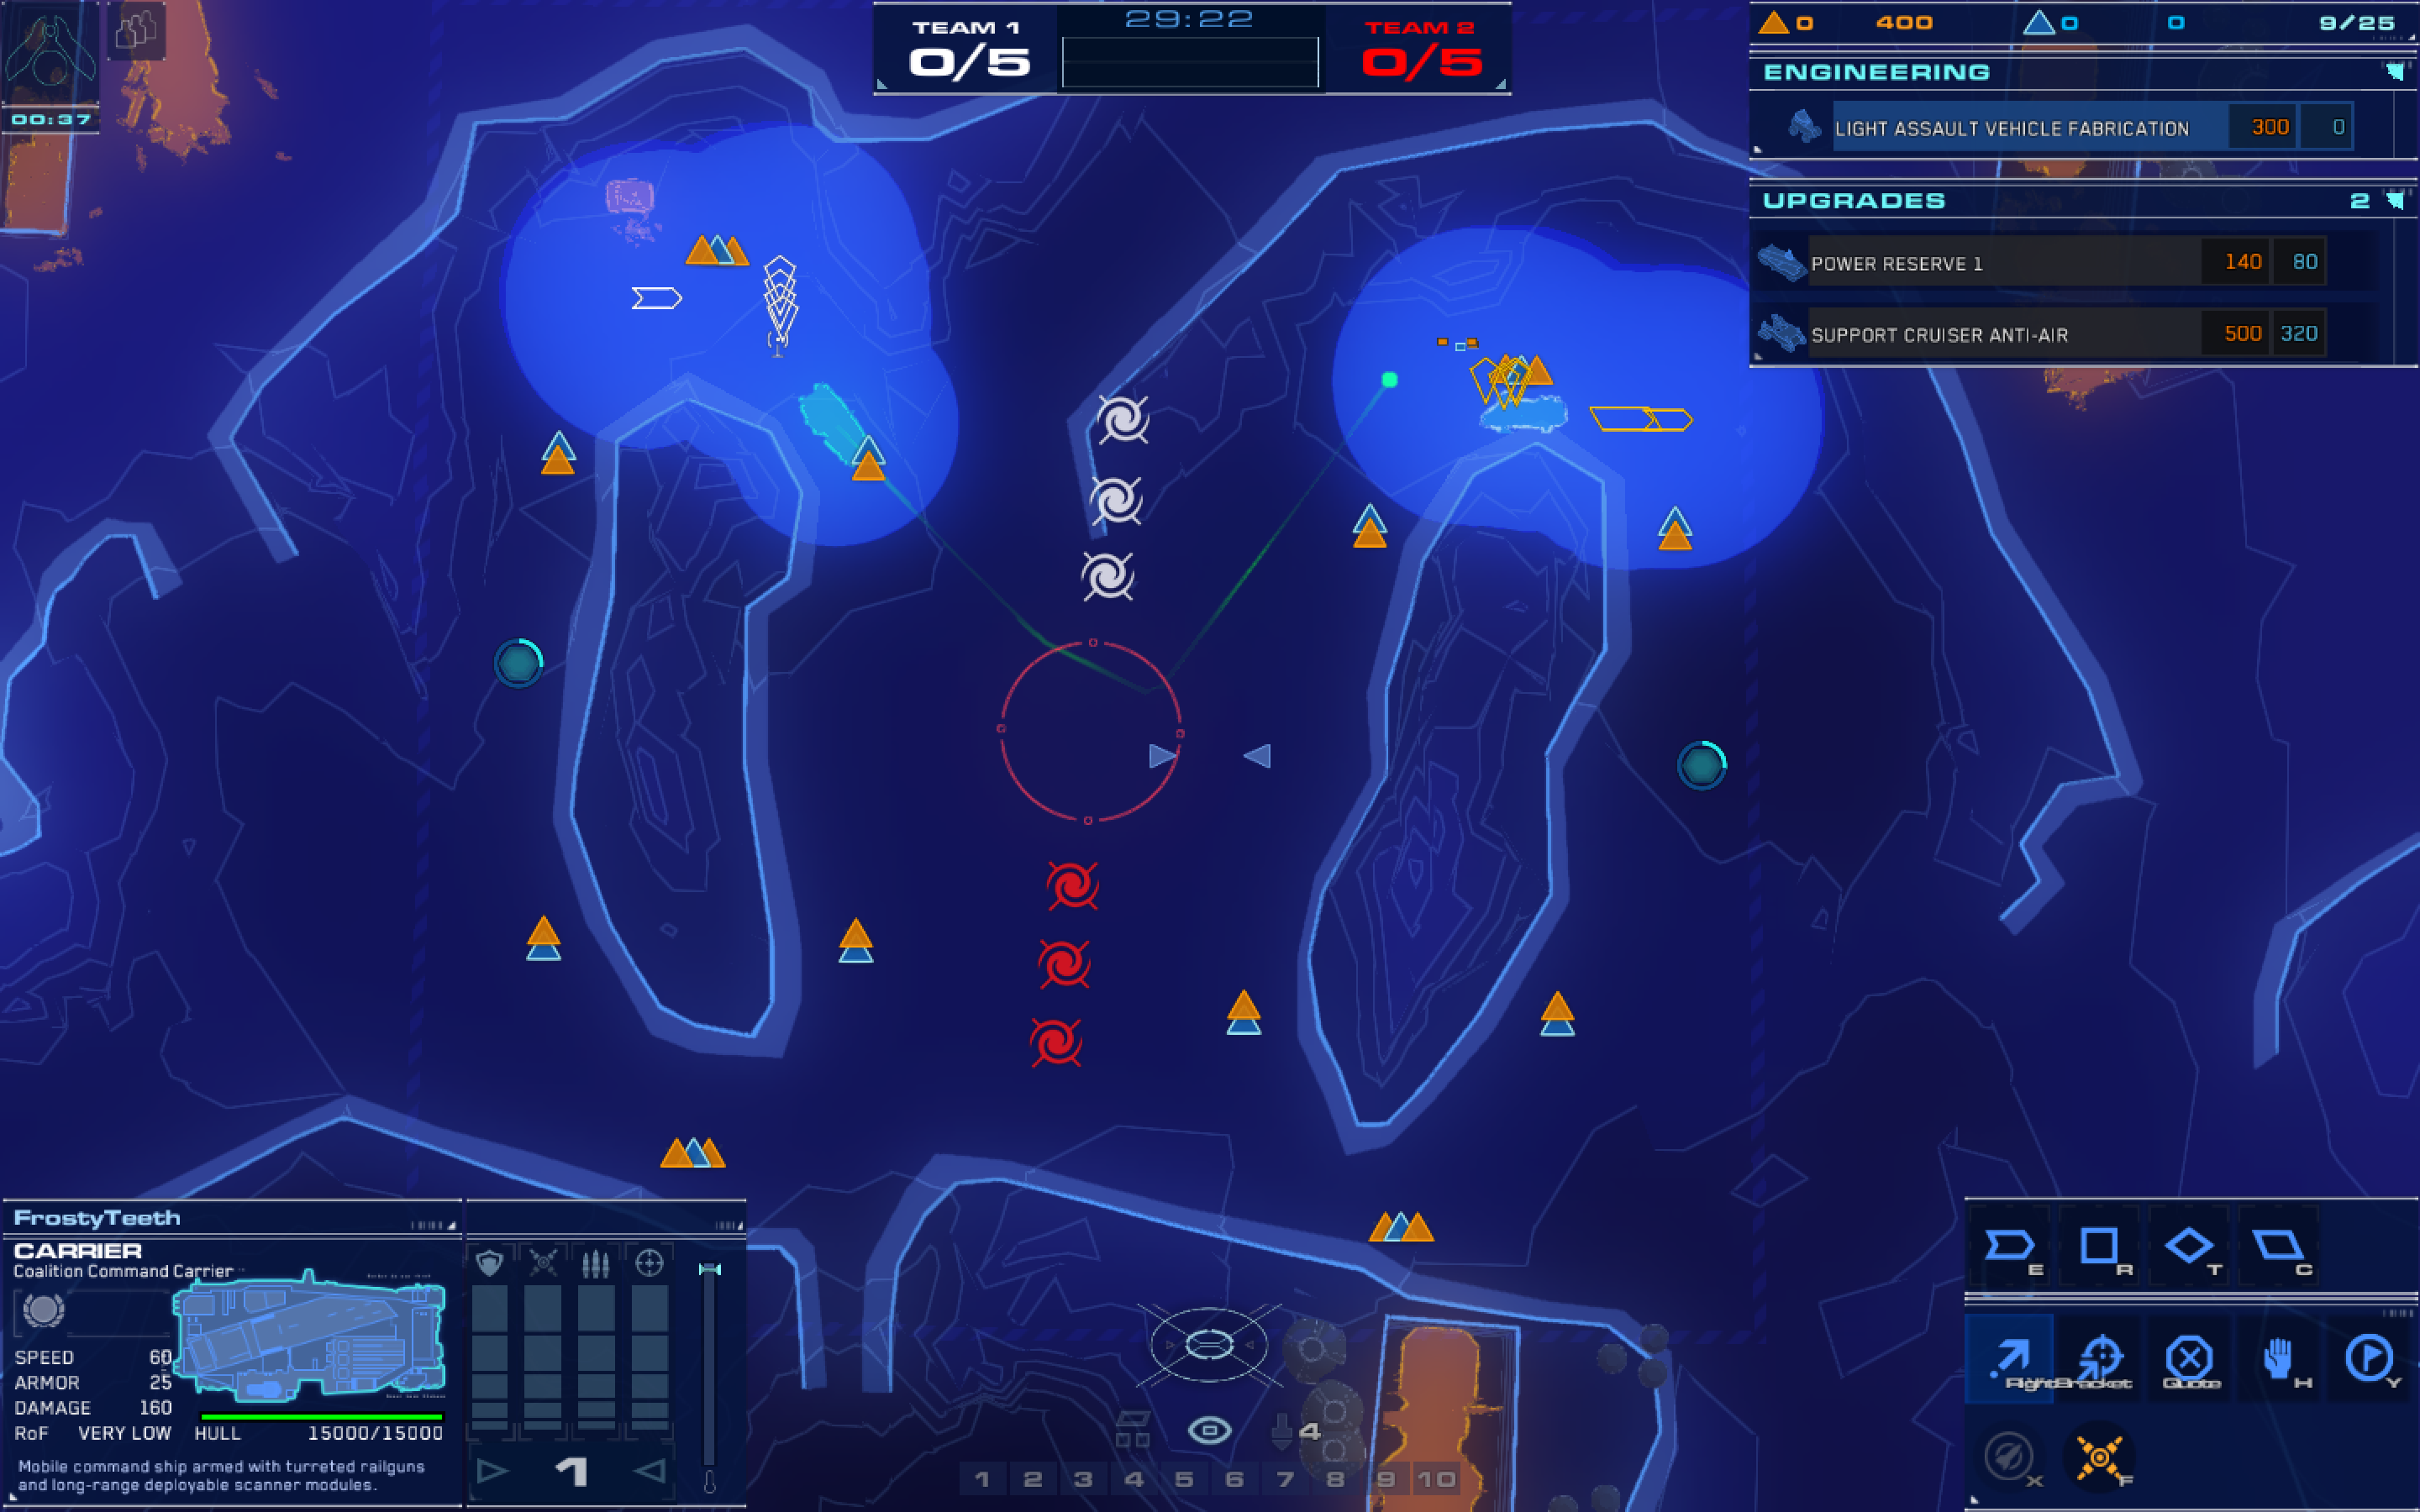 00:37
TEAM 1
0/5
29:22
TEAM 2
0/5
0 400 0 0 9/25
ENGINEERING
LIGHT ASSAULT VEHICLE FABRICATION 300 0
UPGRADES 2
POWER RESERVE 1 140 80
SUPPORT CRUISER ANTI-AIR 500 320
FrostyTeeth
CARRIER
Coalition Command Carrier
SPEED 60
ARMOR 25
DAMAGE 160
RoF VERY LOW HULL 15000/15000
Mobile command ship armed with turreted railguns
and long-range deployable scanner modules.
1
4
1 2 3 4 5 6 7 8 9 10
E R T C
RightBracket Quote H Y
X F